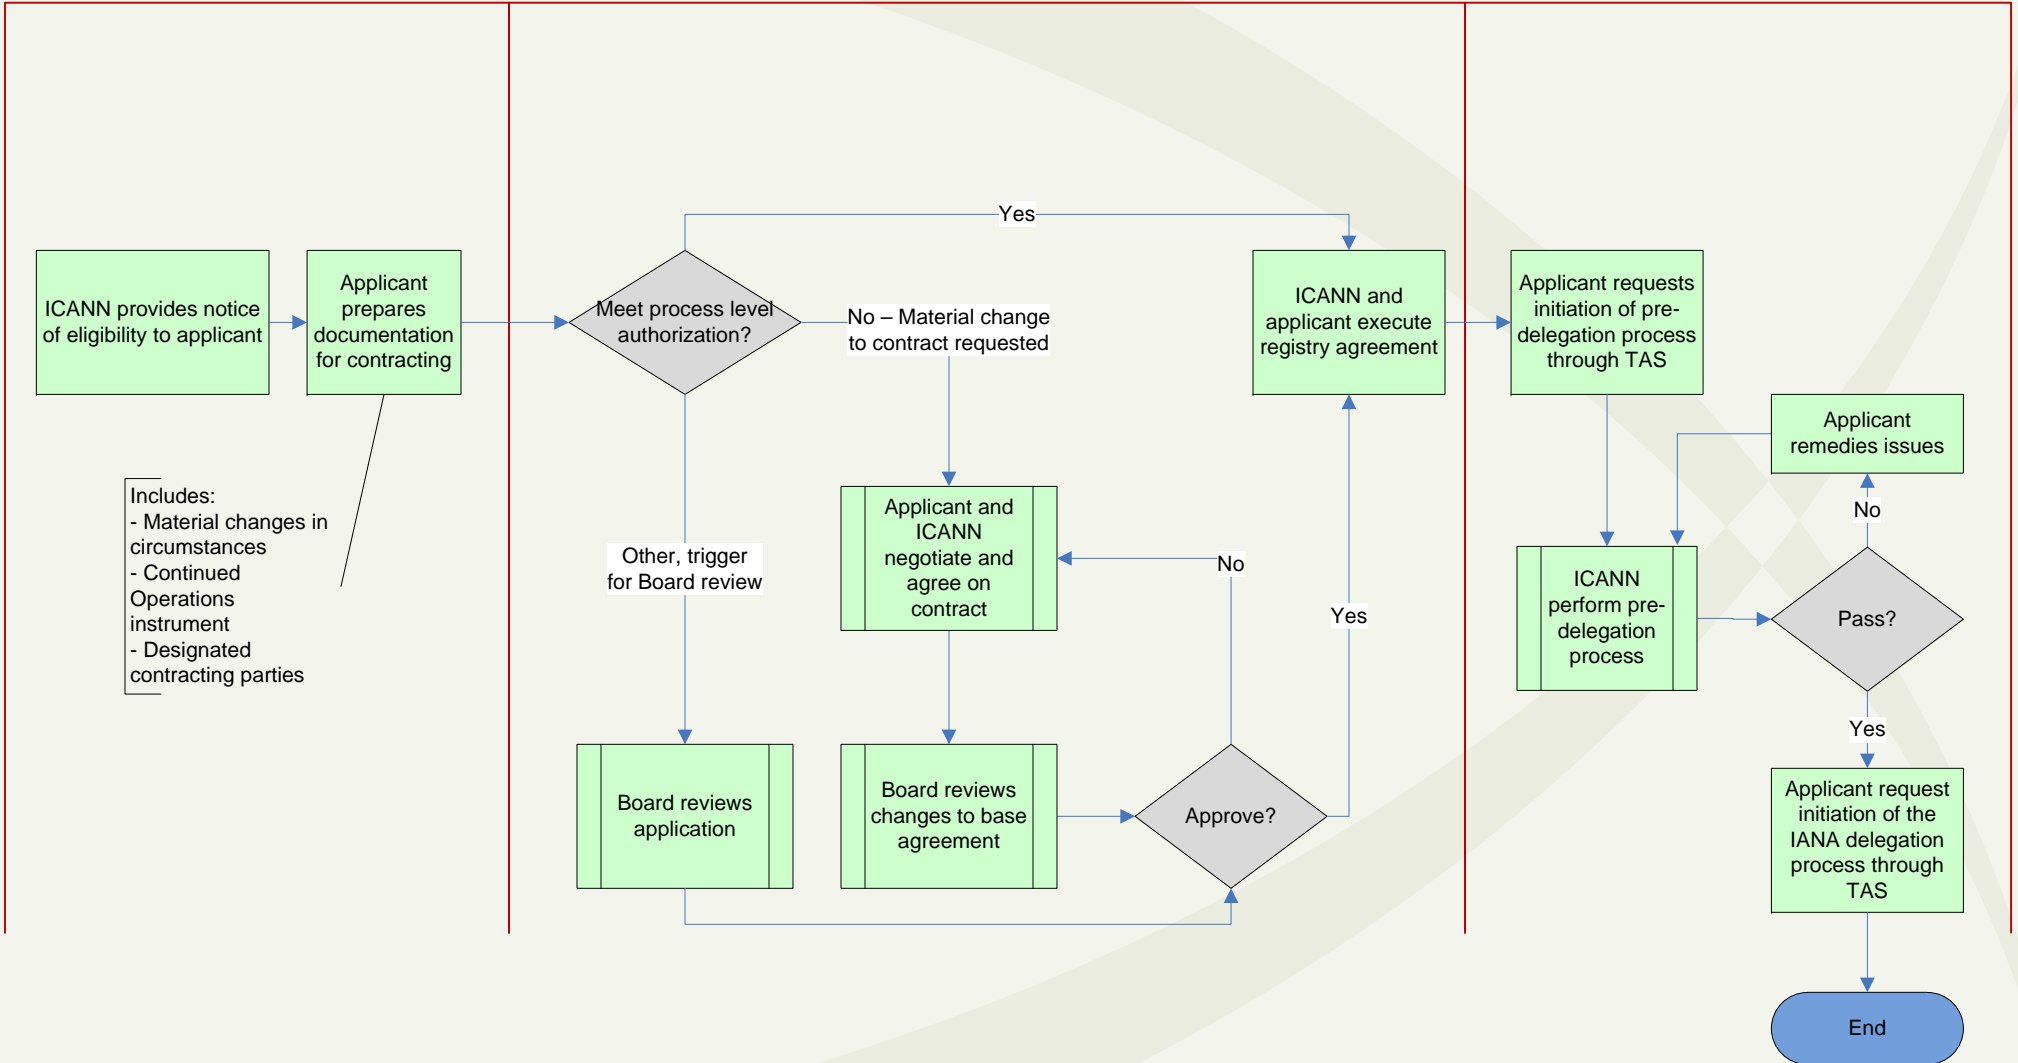 ICANN provides notice
of eligibility to applicant
Applicant
prepares
documentation
for contracting
Includes:
- Material changes in
circumstances
- Continued
Operations
instrument
- Designated
contracting parties
Meet process level
authorization?
Yes
No – Material change
to contract requested
Other, trigger
for Board review
Applicant and
ICANN
negotiate and
agree on
contract
Board reviews
application
Board reviews
changes to base
agreement
Approve?
No
Yes
ICANN and
applicant execute
registry agreement
Applicant requests
initiation of pre-
delegation process
through TAS
Applicant
remedies issues
No
ICANN
perform pre-
delegation
process
Pass?
Yes
Applicant request
initiation of the
IANA delegation
process through
TAS
End